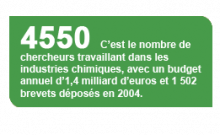 4550 C'est le nombre de
chercheurs travaillant dans les
industries chimiques, avec un budget
annuel d'1,4 milliard d'euros et 1 502
brevets déposés en 2004.